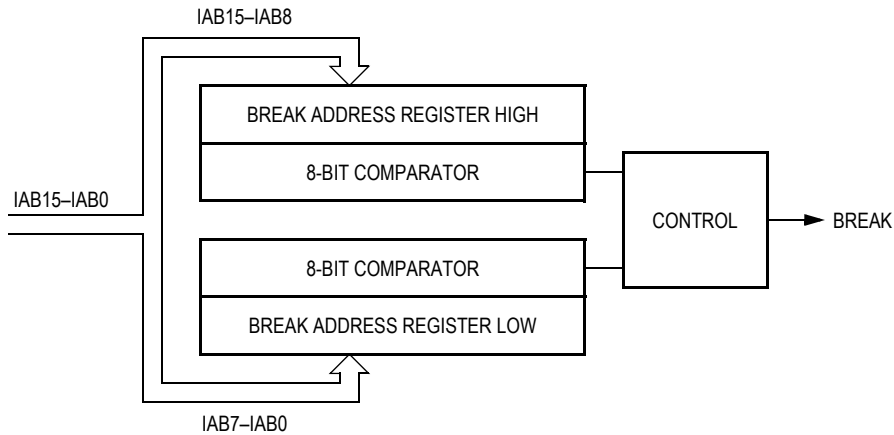 IAB15–IAB8
BREAK ADDRESS REGISTER HIGH
8-BIT COMPARATOR
IAB15–IAB0
CONTROL
BREAK
8-BIT COMPARATOR
BREAK ADDRESS REGISTER LOW
IAB7–IAB0